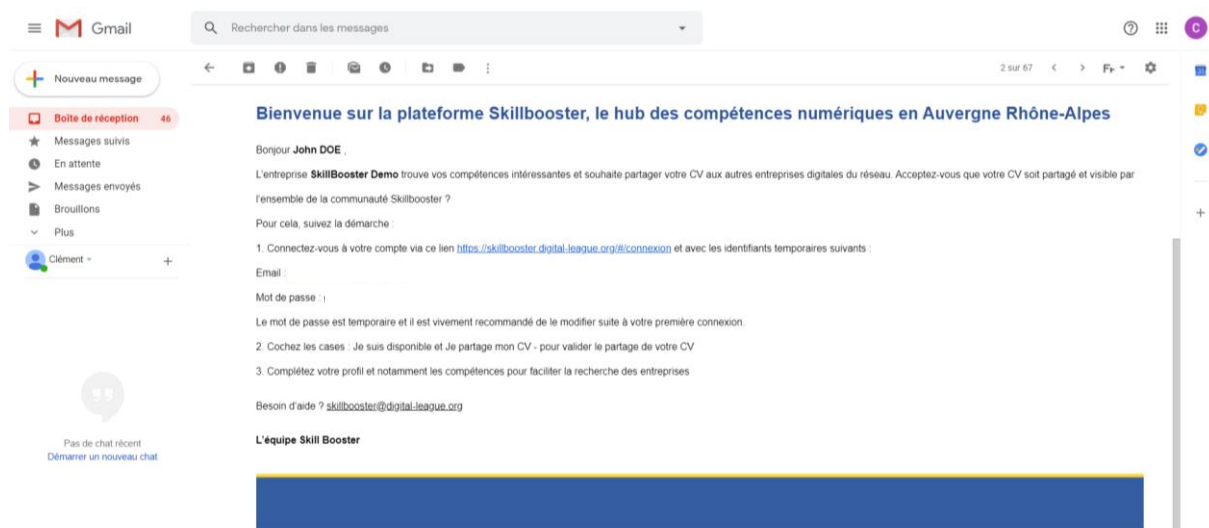 Gmail
Rechercher dans les messages
C
Nouveau message
2 sur 67
Fr
31
Boîte de réception 46
Messages suivis
En attente
Messages envoyés
Brouillons
Plus
Clément
Pas de chat récent
Démarrer un nouveau chat
Bienvenue sur la plateforme Skillbooster, le hub des compétences numériques en Auvergne Rhône-Alpes
Bonjour John DOE ,
L'entreprise SkillBooster Demo trouve vos compétences intéressantes et souhaite partager votre CV aux autres entreprises digitales du réseau. Acceptez-vous que votre CV soit partagé et visible par
l'ensemble de la communauté Skillbooster ?
Pour cela, suivez la démarche :
1. Connectez-vous à votre compte via ce lien https://skillbooster.digital-league.org/#/connexion et avec les identifiants temporaires suivants :
Email :
Mot de passe :
Le mot de passe est temporaire et il est vivement recommandé de le modifier suite à votre première connexion.
2. Cochez les cases : Je suis disponible et Je partage mon CV - pour valider le partage de votre CV
3. Complétez votre profil et notamment les compétences pour faciliter la recherche des entreprises
Besoin d'aide ? skillbooster@digital-league.org
L'équipe Skill Booster